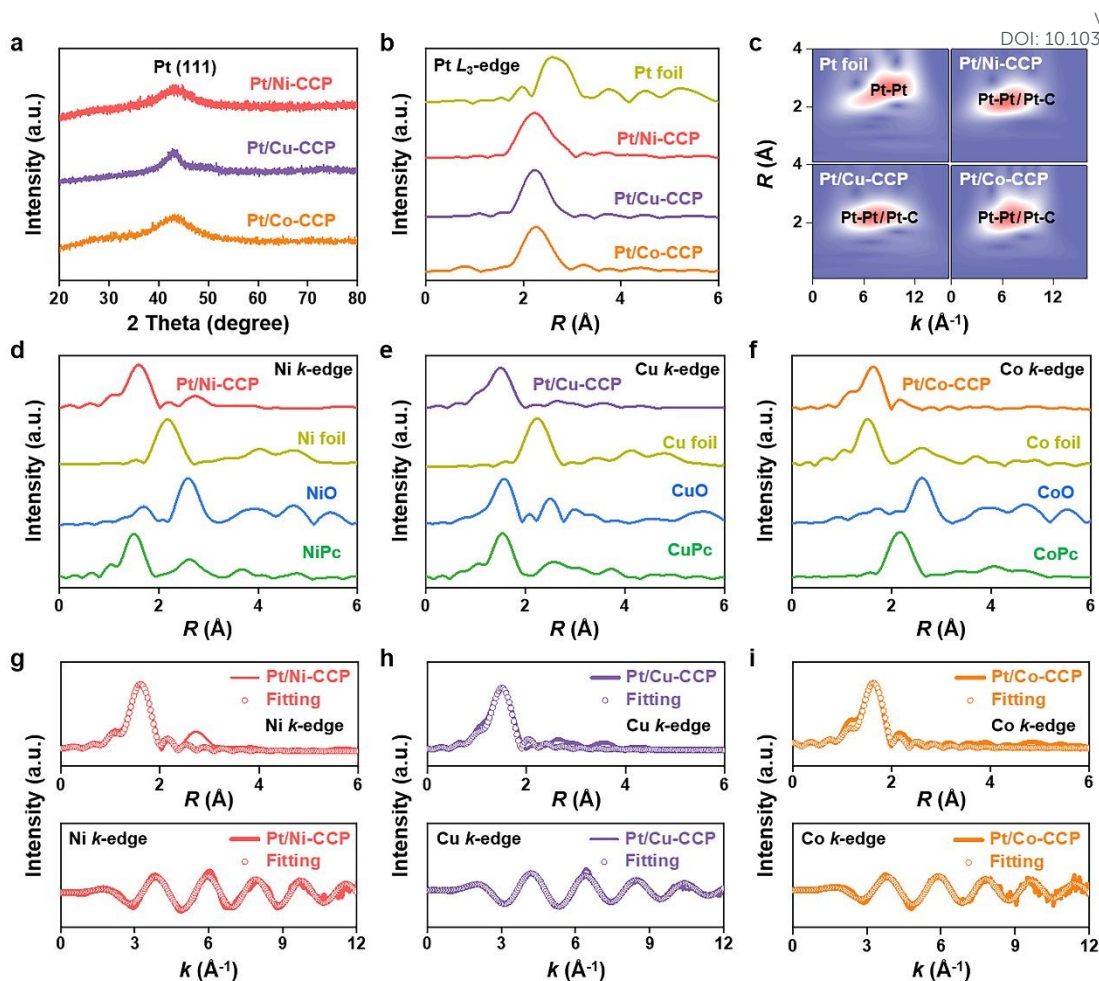 V
DOI: 10.103
a
Pt (111)
Pt/Ni-CCP
Pt/Cu-CCP
Pt/Co-CCP
Intensity (a.u.)
20 30 40 50 60 70 80
2 Theta (degree)
b
Pt L3-edge
Pt foil
Pt/Ni-CCP
Pt/Cu-CCP
Pt/Co-CCP
Intensity (a.u.)
0 2 4 6
R (Å)
c
Pt foil
Pt-Pt
Pt/Ni-CCP
Pt-Pt/Pt-C
Pt/Cu-CCP
Pt-Pt/Pt-C
Pt/Co-CCP
Pt-Pt/Pt-C
4
2
4
2
R (Å)
0 6 12 6 12
k (Å-1)
d
Ni k-edge
Pt/Ni-CCP
Ni foil
NiO
NiPc
Intensity (a.u.)
0 2 4 6
R (Å)
e
Cu k-edge
Pt/Cu-CCP
Cu foil
CuO
CuPc
Intensity (a.u.)
0 2 4 6
R (Å)
f
Co k-edge
Pt/Co-CCP
Co foil
CoO
CoPc
Intensity (a.u.)
0 2 4 6
R (Å)
g
Pt/Ni-CCP
Fitting
Ni k-edge
0 2 4 6
R (Å)
Intensity (a.u.)
Ni k-edge
Pt/Ni-CCP
Fitting
0 3 6 9 12
k (Å-1)
h
Pt/Cu-CCP
Fitting
Cu k-edge
0 2 4 6
R (Å)
Intensity (a.u.)
Cu k-edge
Pt/Cu-CCP
Fitting
0 3 6 9 12
k (Å-1)
i
Pt/Co-CCP
Fitting
Co k-edge
0 2 4 6
R (Å)
Intensity (a.u.)
Co k-edge
Pt/Co-CCP
Fitting
0 3 6 9 12
k (Å-1)